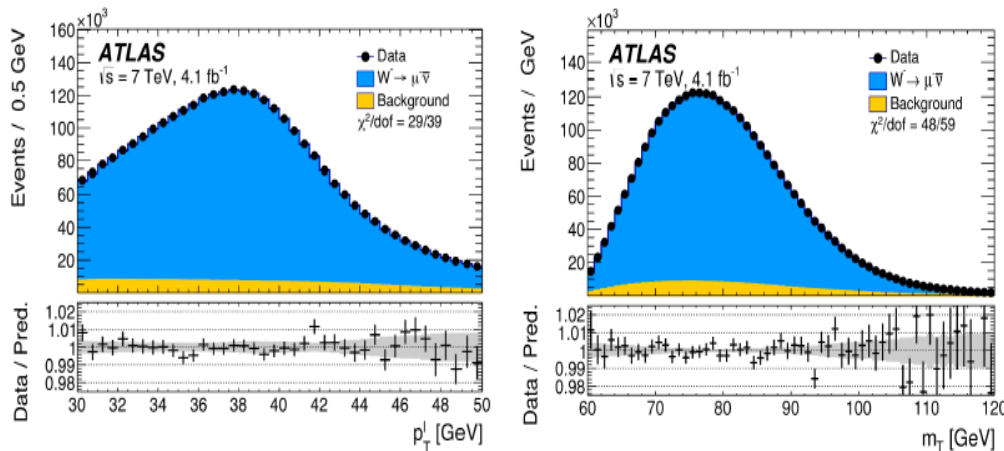 ×10³
160
140
120
100
80
60
40
20
Events / 0.5 GeV
ATLAS
√s = 7 TeV, 4.1 fb⁻¹
Data
W⁻→ μ⁻ν̄
Background
χ²/dof = 29/39
1.02
1.01
1
0.99
0.98
Data / Pred.
30 32 34 36 38 40 42 44 46 48 50
pᵀˡ [GeV]
×10³
160
140
120
100
80
60
40
20
Events / GeV
ATLAS
√s = 7 TeV, 4.1 fb⁻¹
Data
W⁻→ μ⁻ν̄
Background
χ²/dof = 48/59
1.02
1.01
1
0.99
0.98
Data / Pred.
60 70 80 90 100 110 120
mᵀ [GeV]